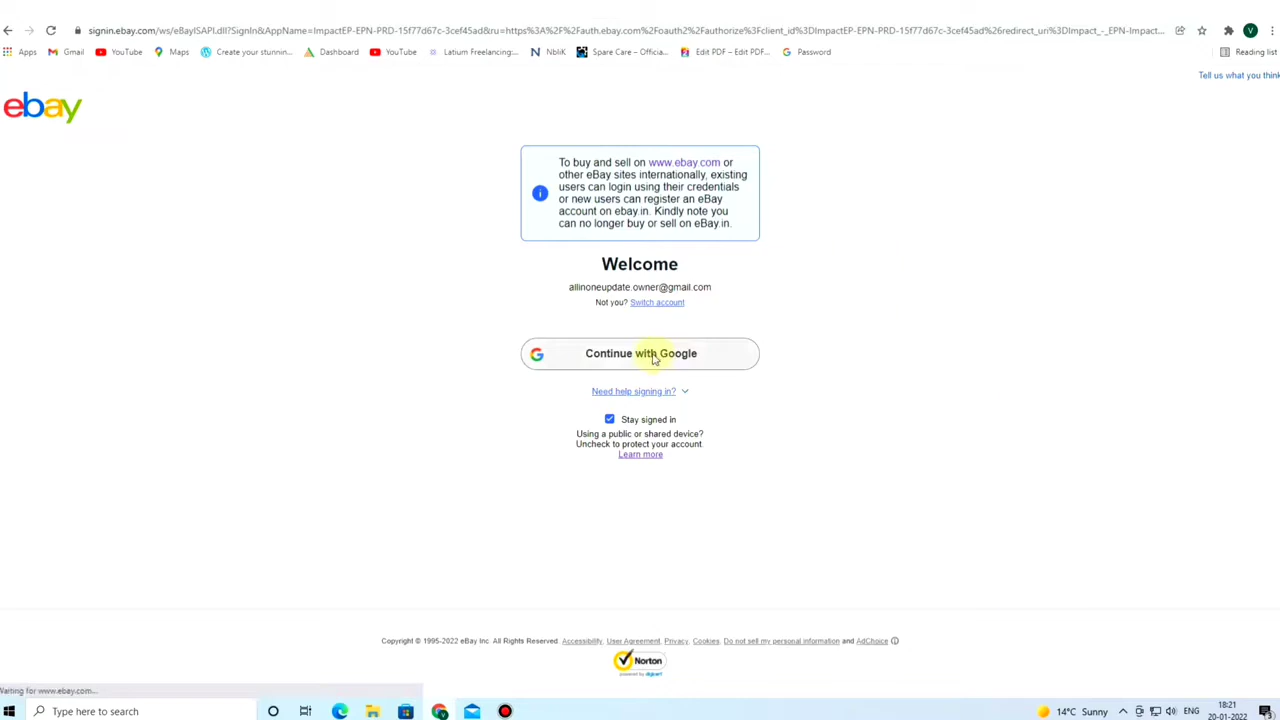 signin.ebay.com/ws/eBayISAPI.dll?SignIn&AppName=ImpactEP-EPN-PRD-15f77d67c-3cef45ad&ru=https%3A%2F%2Fauth.ebay.com%2Foauth2%2Fauthorize%3Fclient_id%3DImpactEP-EPN-PRD-15f77d67c-3cef45ad%26redirect_uri%3DImpact_-_EPN-Impact...
V
Apps Gmail YouTube Maps Create your stunnin... Dashboard YouTube Latium Freelancing:... NbliK Spare Care – Officia... Edit PDF – Edit PDF... Password Reading list
Tell us what you think
ebay
To buy and sell on www.ebay.com or
other eBay sites internationally, existing
users can login using their credentials
or new users can register an eBay
account on ebay.in. Kindly note you
can no longer buy or sell on eBay.in.
Welcome
allinoneupdate.owner@gmail.com
Not you? Switch account
Continue with Google
Need help signing in?
Stay signed in
Using a public or shared device?
Uncheck to protect your account
Learn more
Copyright © 1995-2022 eBay Inc. All Rights Reserved. Accessibility, User Agreement, Privacy, Cookies, Do not sell my personal information and AdChoice
Norton
powered by digicert
Waiting for www.ebay.com...
Type here to search
14°C Sunny
ENG
18:21
20-01-2022